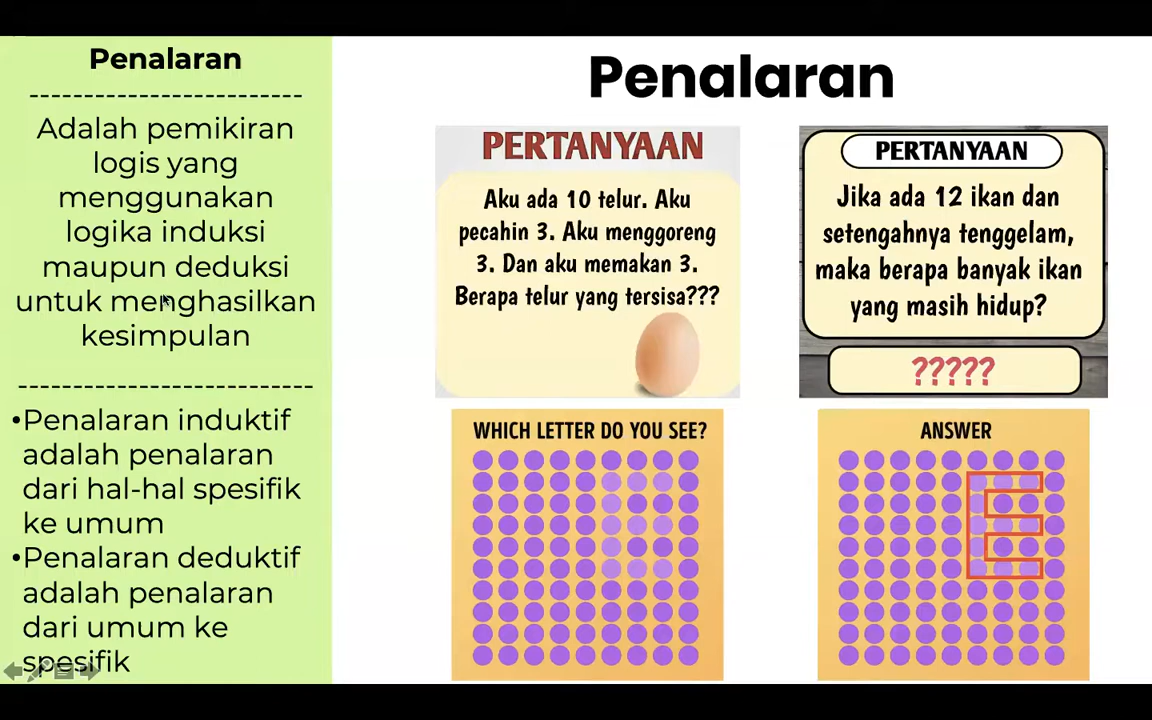 Penalaran
-------------------------
Adalah pemikiran
logis yang
menggunakan
logika induksi
maupun deduksi
untuk menghasilkan
kesimpulan
---------------------------
•Penalaran induktif
adalah penalaran
dari hal-hal spesifik
ke umum
•Penalaran deduktif
adalah penalaran
dari umum ke
spesifik
Penalaran
PERTANYAAN
Aku ada 10 telur. Aku
pecahin 3. Aku menggoreng
3. Dan aku memakan 3.
Berapa telur yang tersisa???
PERTANYAAN
Jika ada 12 ikan dan
setengahnya tenggelam,
maka berapa banyak ikan
yang masih hidup?
?????
WHICH LETTER DO YOU SEE?
ANSWER